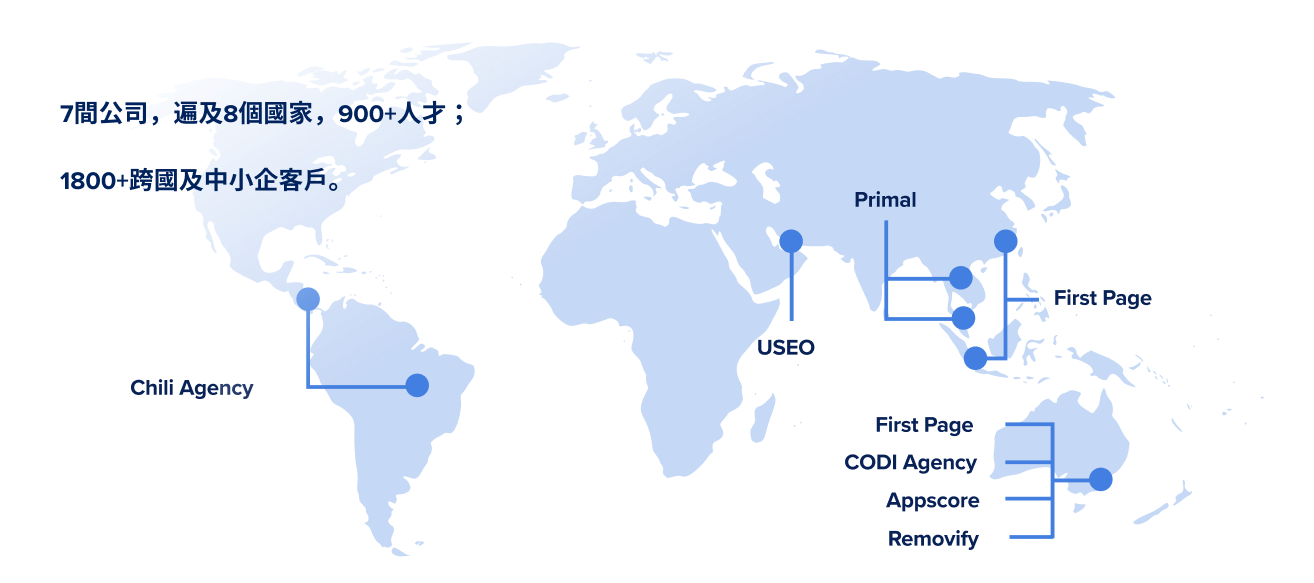 7間公司，遍及8個國家，900+人才；
1800+跨國及中小企客戶。
Primal
First Page
USEO
Chili Agency
First Page
CODI Agency
Appscore
Removify